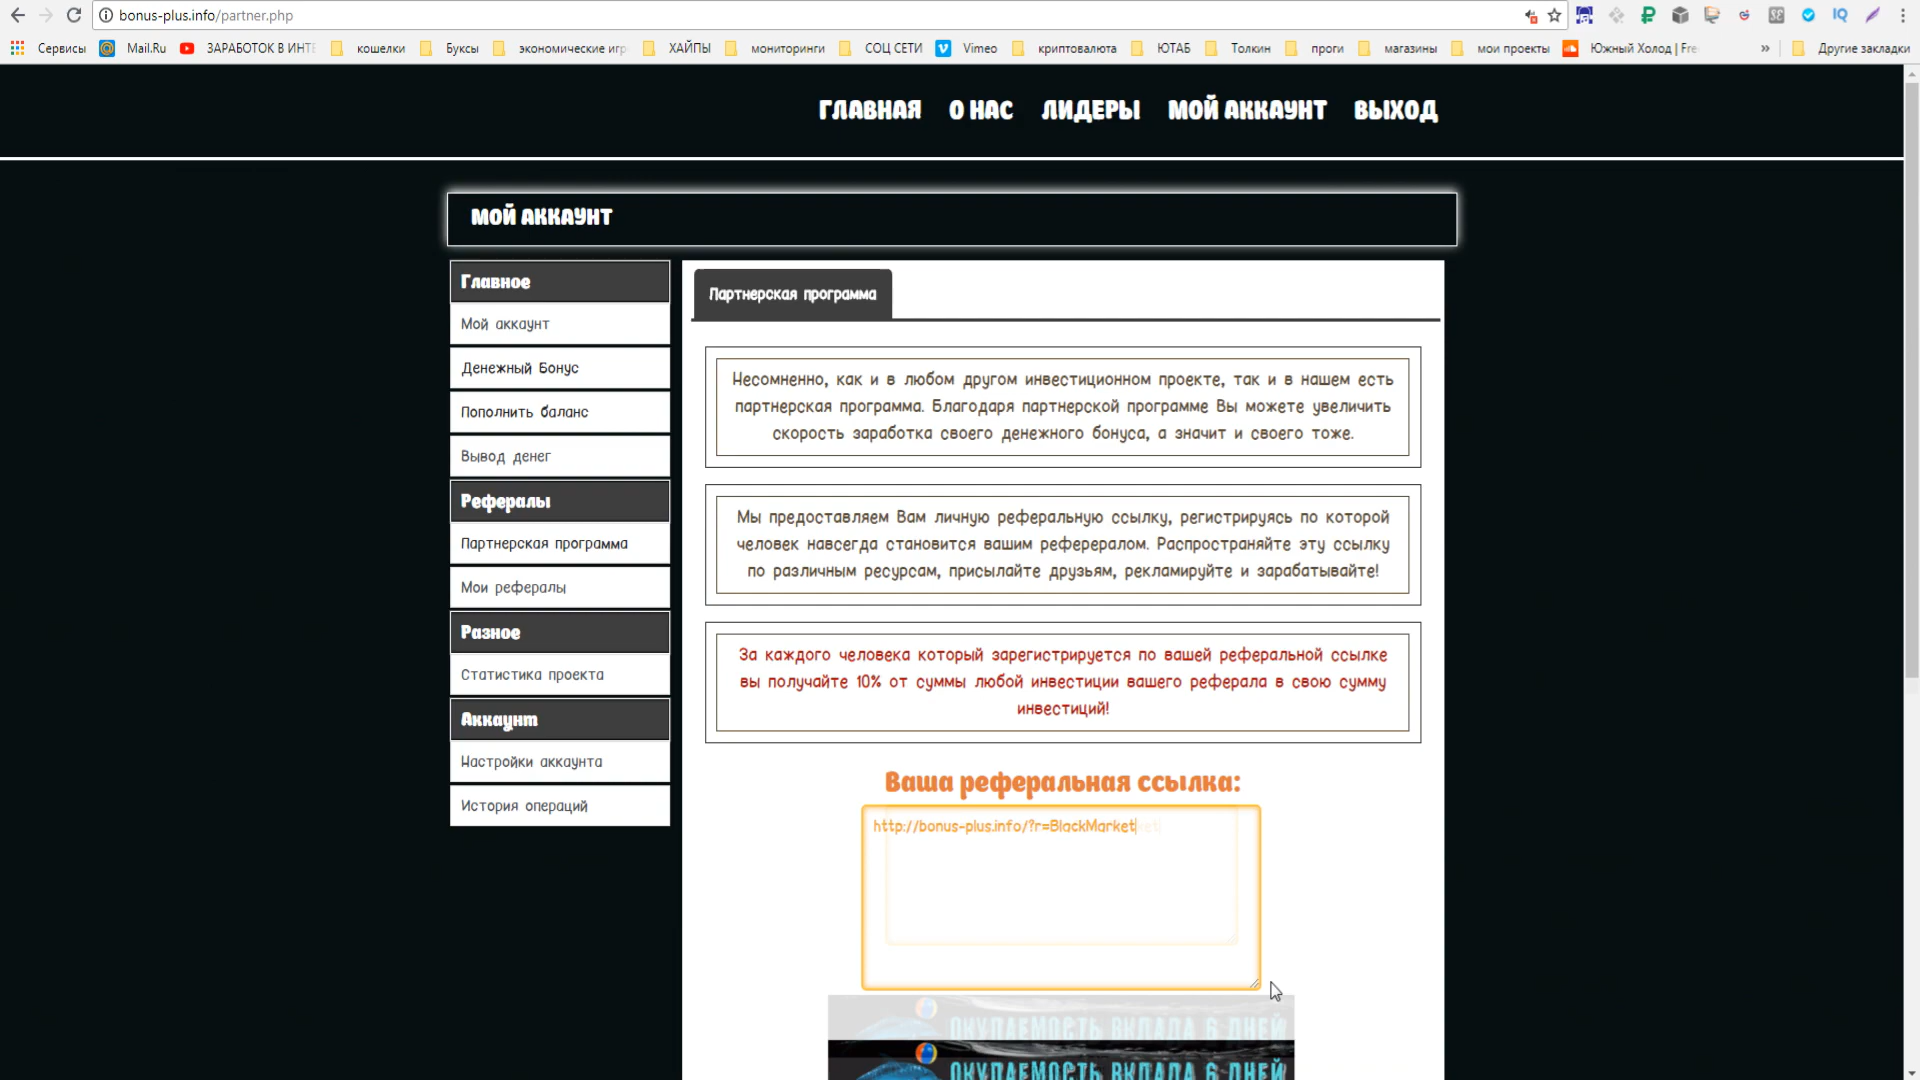 bonus-plus.info/partner.php
Сервисы Mail.Ru ЗАРАБОТОК В ИНТЕ кошелки Буксы экономические игр ХАЙПЫ мониторинги СОЦ СЕТИ Vimeo криптовалюта ЮТАБ Толкин проги магазины мои проекты Южный Холод | Fre » Другие закладки
ГЛАВНАЯ О НАС ЛИДЕРЫ МОЙ АККАУНТ ВЫХОД
МОЙ АККАУНТ
Главное
Мой аккаунт
Денежный Бонус
Пополнить баланс
Вывод денег
Рефералы
Партнерская программа
Мои рефералы
Разное
Статистика проекта
Аккаунт
Настройки аккаунта
История операций
Партнерская программа
Несомненно, как и в любом другом инвестиционном проекте, так и в нашем есть
партнерская программа. Благодаря партнерской программе Вы можете увеличить
скорость заработка своего денежного бонуса, а значит и своего тоже.
Мы предоставляем Вам личную реферальную ссылку, регистрируясь по которой
человек навсегда становится вашим реферералом. Распространяйте эту ссылку
по различным ресурсам, присылайте друзьям, рекламируйте и зарабатывайте!
За каждого человека который зарегистрируется по вашей реферальной ссылке
вы получайте 10% от суммы любой инвестиции вашего реферала в свою сумму
инвестиций!
Ваша реферальная ссылка:
http://bonus-plus.info/?r=BlackMarket
ОКУПАЕМОСТЬ ВКЛАДА 6 ДНЕЙ
ОКУПАЕМОСТЬ ВКЛАДА 6 ДНЕЙ